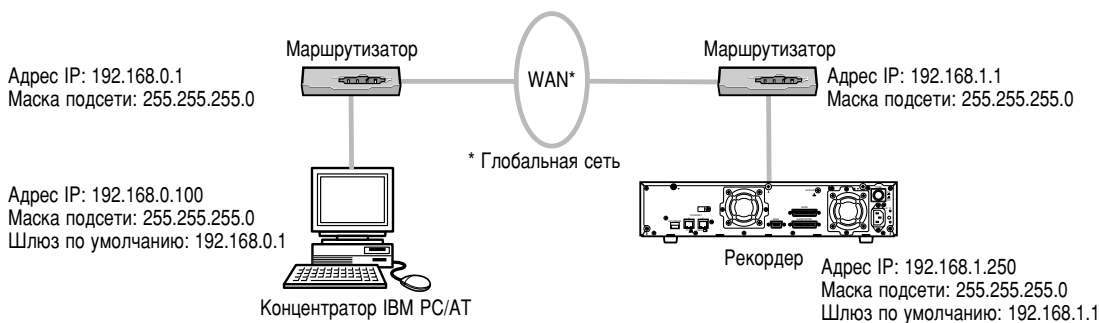 Маршрутизатор
Адрес IP: 192.168.0.1
Маска подсети: 255.255.255.0
WAN*
Маршрутизатор
Адрес IP: 192.168.1.1
Маска подсети: 255.255.255.0
* Глобальная сеть
Адрес IP: 192.168.0.100
Маска подсети: 255.255.255.0
Шлюз по умолчанию: 192.168.0.1
Концентратор IBM PC/AT
Рекордер
Адрес IP: 192.168.1.250
Маска подсети: 255.255.255.0
Шлюз по умолчанию: 192.168.1.1